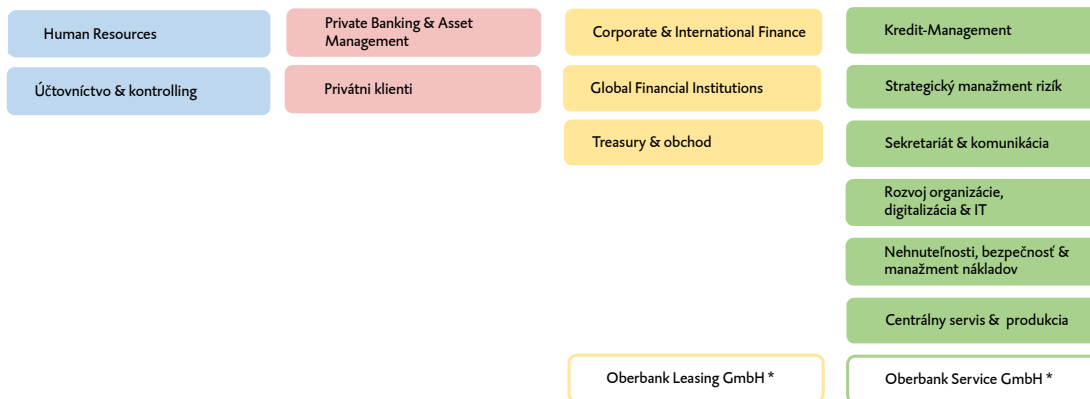 Human Resources
Účtovníctvo & kontrolling
Private Banking & Asset
Management
Privátni klienti
Corporate & International Finance
Global Financial Institutions
Treasury & obchod
Oberbank Leasing GmbH *
Kredit-Management
Strategický manažment rizík
Sekretariát & komunikácia
Rozvoj organizácie,
digitalizácia & IT
Nehnuteľnosti, bezpečnosť &
manažment nákladov
Centrálny servis & produkcia
Oberbank Service GmbH *